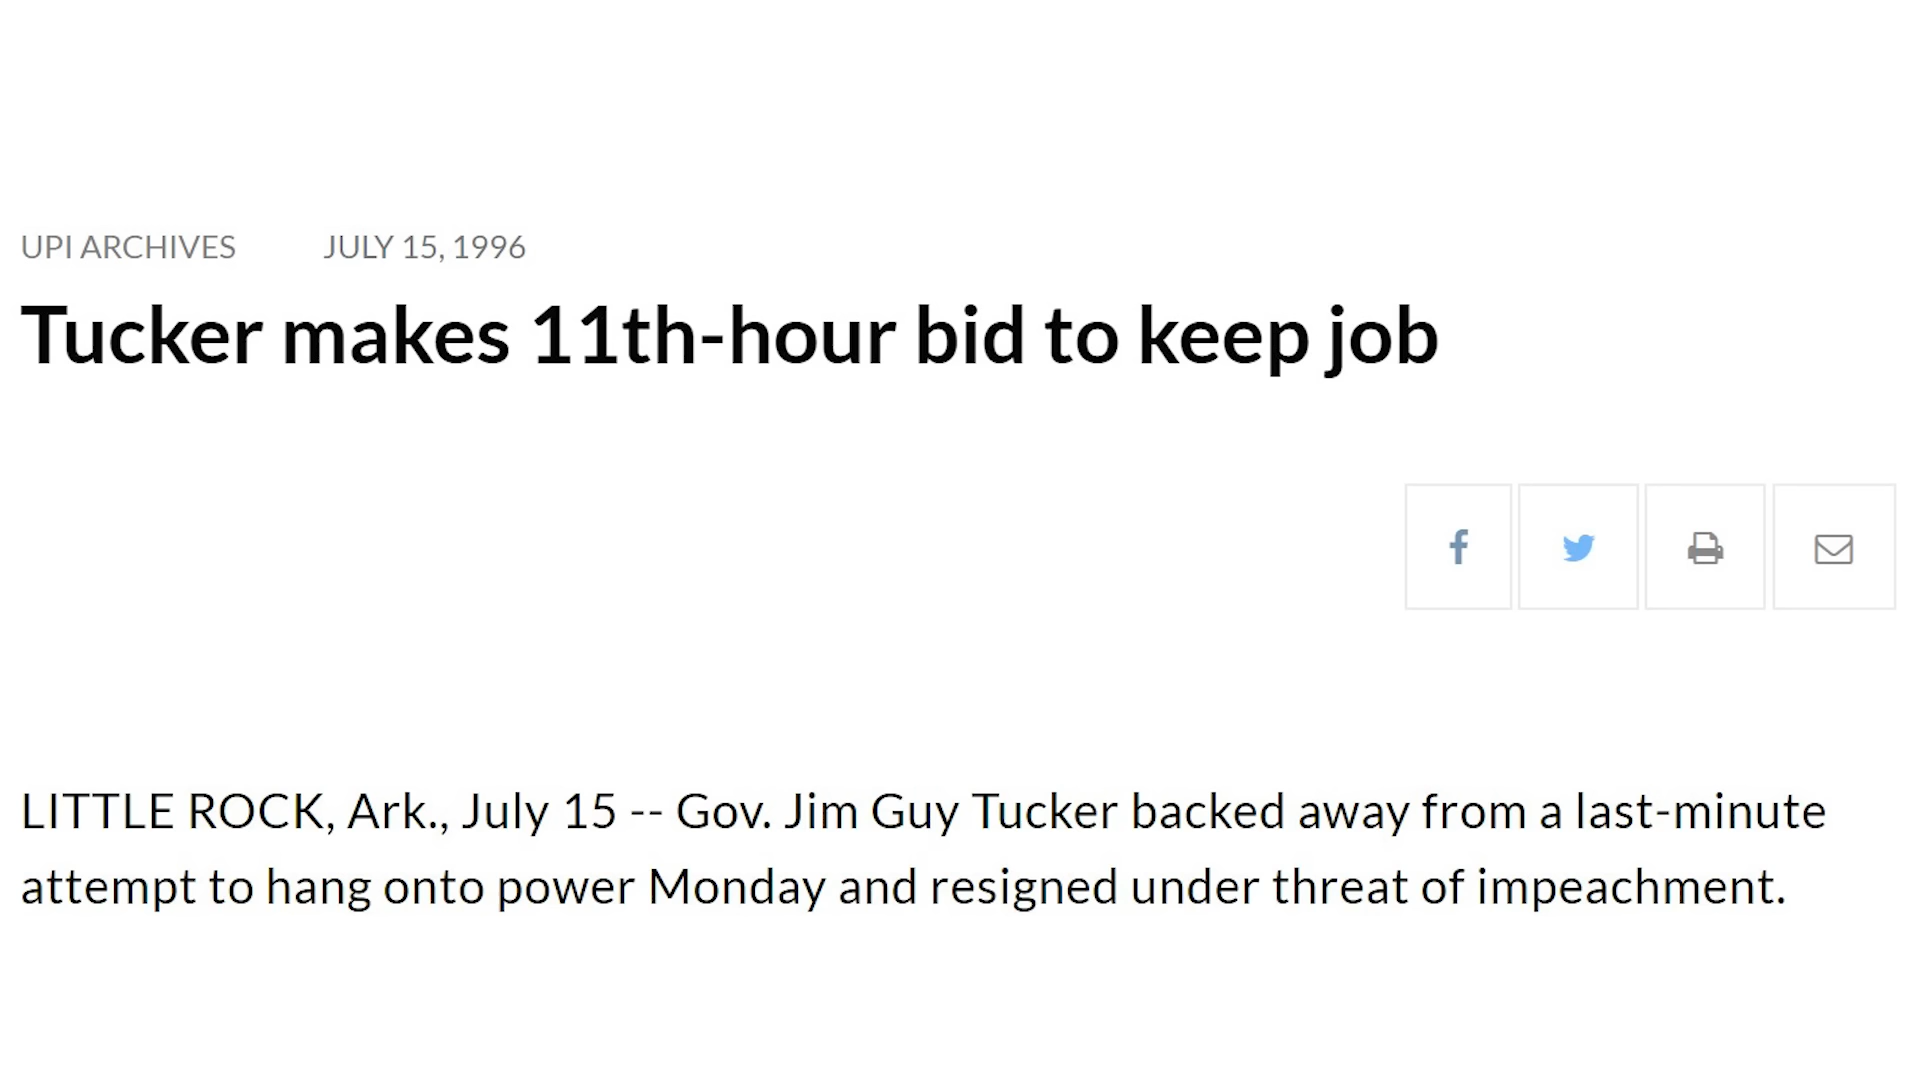 UPI ARCHIVES JULY 15, 1996
Tucker makes 11th-hour bid to keep job
LITTLE ROCK, Ark., July 15 -- Gov. Jim Guy Tucker backed away from a last-minute
attempt to hang onto power Monday and resigned under threat of impeachment.